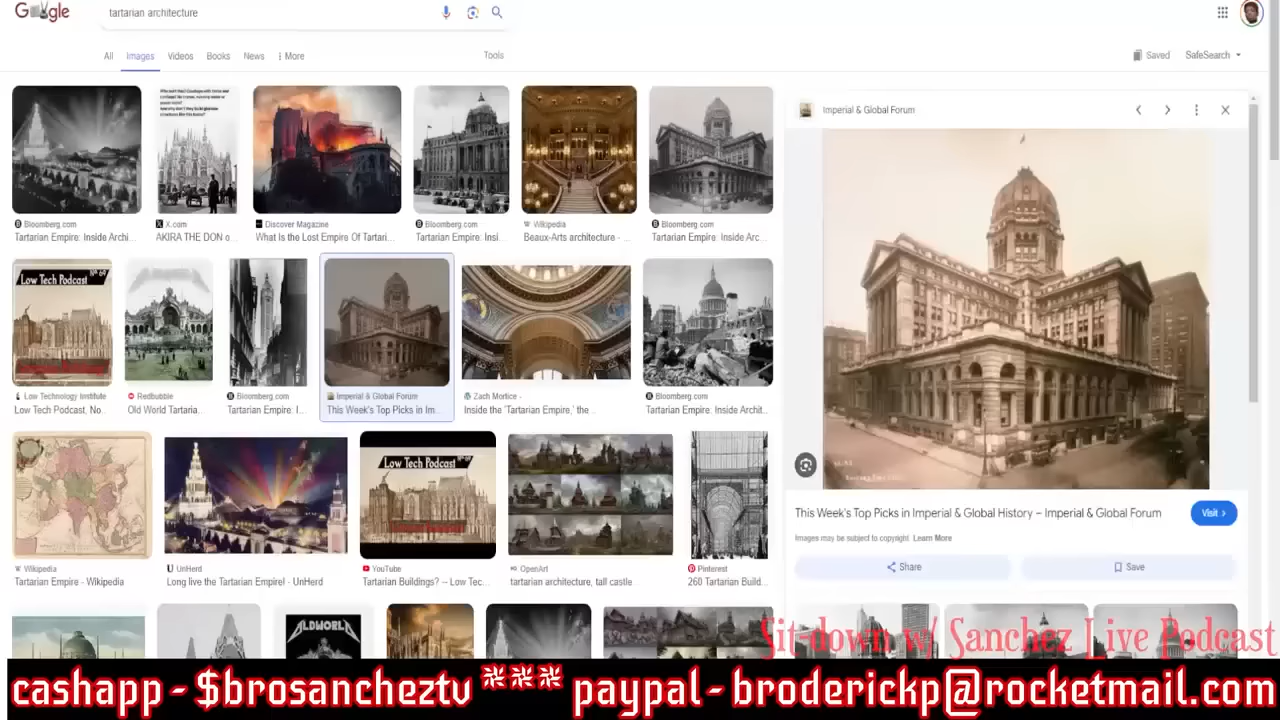 Google
tartarian architecture
All Images Videos Books News More Tools
Saved SafeSearch
Imperial & Global Forum
Bloomberg.com
Tartarian Empire: Inside Archi...
X.com
AKIRA THE DON o...
Discover Magazine
What Is the Lost Empire Of Tartari...
Bloomberg.com
Tartarian Empire: Insi...
Wikipedia
Beaux-Arts architecture - ...
Bloomberg.com
Tartarian Empire: Inside Arc...
Low Tech Podcast
Low Technology Institute
Low Tech Podcast, No...
Redbubble
Old World Tartaria...
Bloomberg.com
Tartarian Empire: I...
Imperial & Global Forum
This Week's Top Picks in Im...
Zach Mortice -
Inside the 'Tartarian Empire,' the ...
Bloomberg.com
Tartarian Empire: Inside Archit...
This Week's Top Picks in Imperial & Global History – Imperial & Global Forum
Visit
Images may be subject to copyright. Learn More
Share
Save
Wikipedia
Tartarian Empire - Wikipedia
UnHerd
Long live the Tartarian Empire! - UnHerd
Low Tech Podcast
YouTube
Tartarian Buildings? -- Low Tec...
OpenArt
tartarian architecture, tall castle
Pinterest
260 Tartarian Build...
OLDWORLD
Sit-down w/ Sanchez Live Podcast
cashapp - $brosancheztv *** paypal - broderickp@rocketmail.com